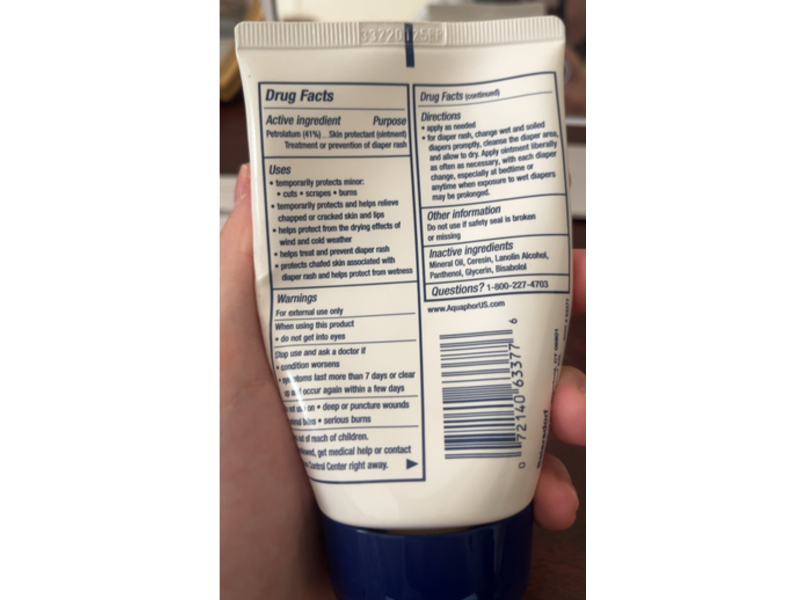 Drug Facts
Active ingredient Purpose
Petrolatum (41%)...Skin protectant (ointment)
Treatment or prevention of diaper rash
Uses
• temporarily protects minor:
• cuts • scrapes • burns
• temporarily protects and helps relieve
chapped or cracked skin and lips
• helps protect from the drying effects of
wind and cold weather
• helps treat and prevent diaper rash
• protects chafed skin associated with
diaper rash and helps protect from wetness
Warnings
For external use only
When using this product
• do not get into eyes
Stop use and ask a doctor if
• condition worsens
• symptoms last more than 7 days or clear
up and occur again within a few days
not use on • deep or puncture wounds
• serious burns
out of reach of children.
get medical help or contact
Control Center right away.
Drug Facts (continued)
Directions
• apply as needed
• for diaper rash, change wet and soiled
diapers promptly, cleanse the diaper area,
and allow to dry. Apply ointment liberally
as often as necessary, with each diaper
change, especially at bedtime or
anytime when exposure to wet diapers
may be prolonged.
Other information
Do not use if safety seal is broken
or missing
Inactive ingredients
Mineral Oil, Ceresin, Lanolin Alcohol,
Panthenol, Glycerin, Bisabolol
Questions? 1-800-227-4703
www.AquaphorUS.com
0 72140 63377 6